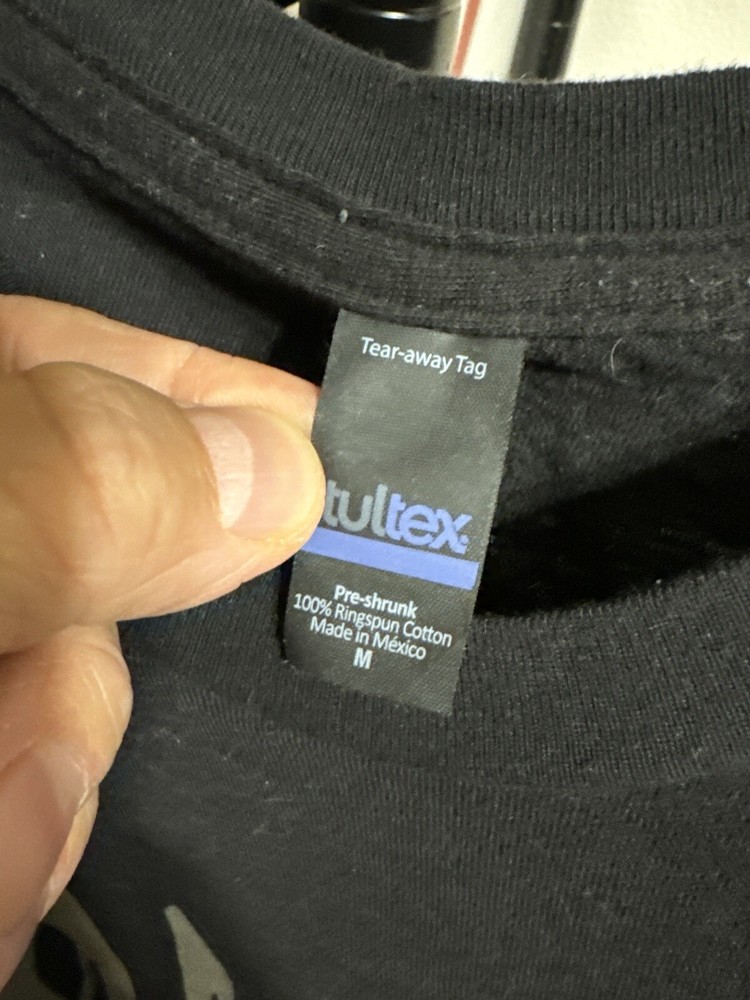 Tear-away Tag
tultex
Pre-shrunk
100% Ringspun Cotton
Made in México
M